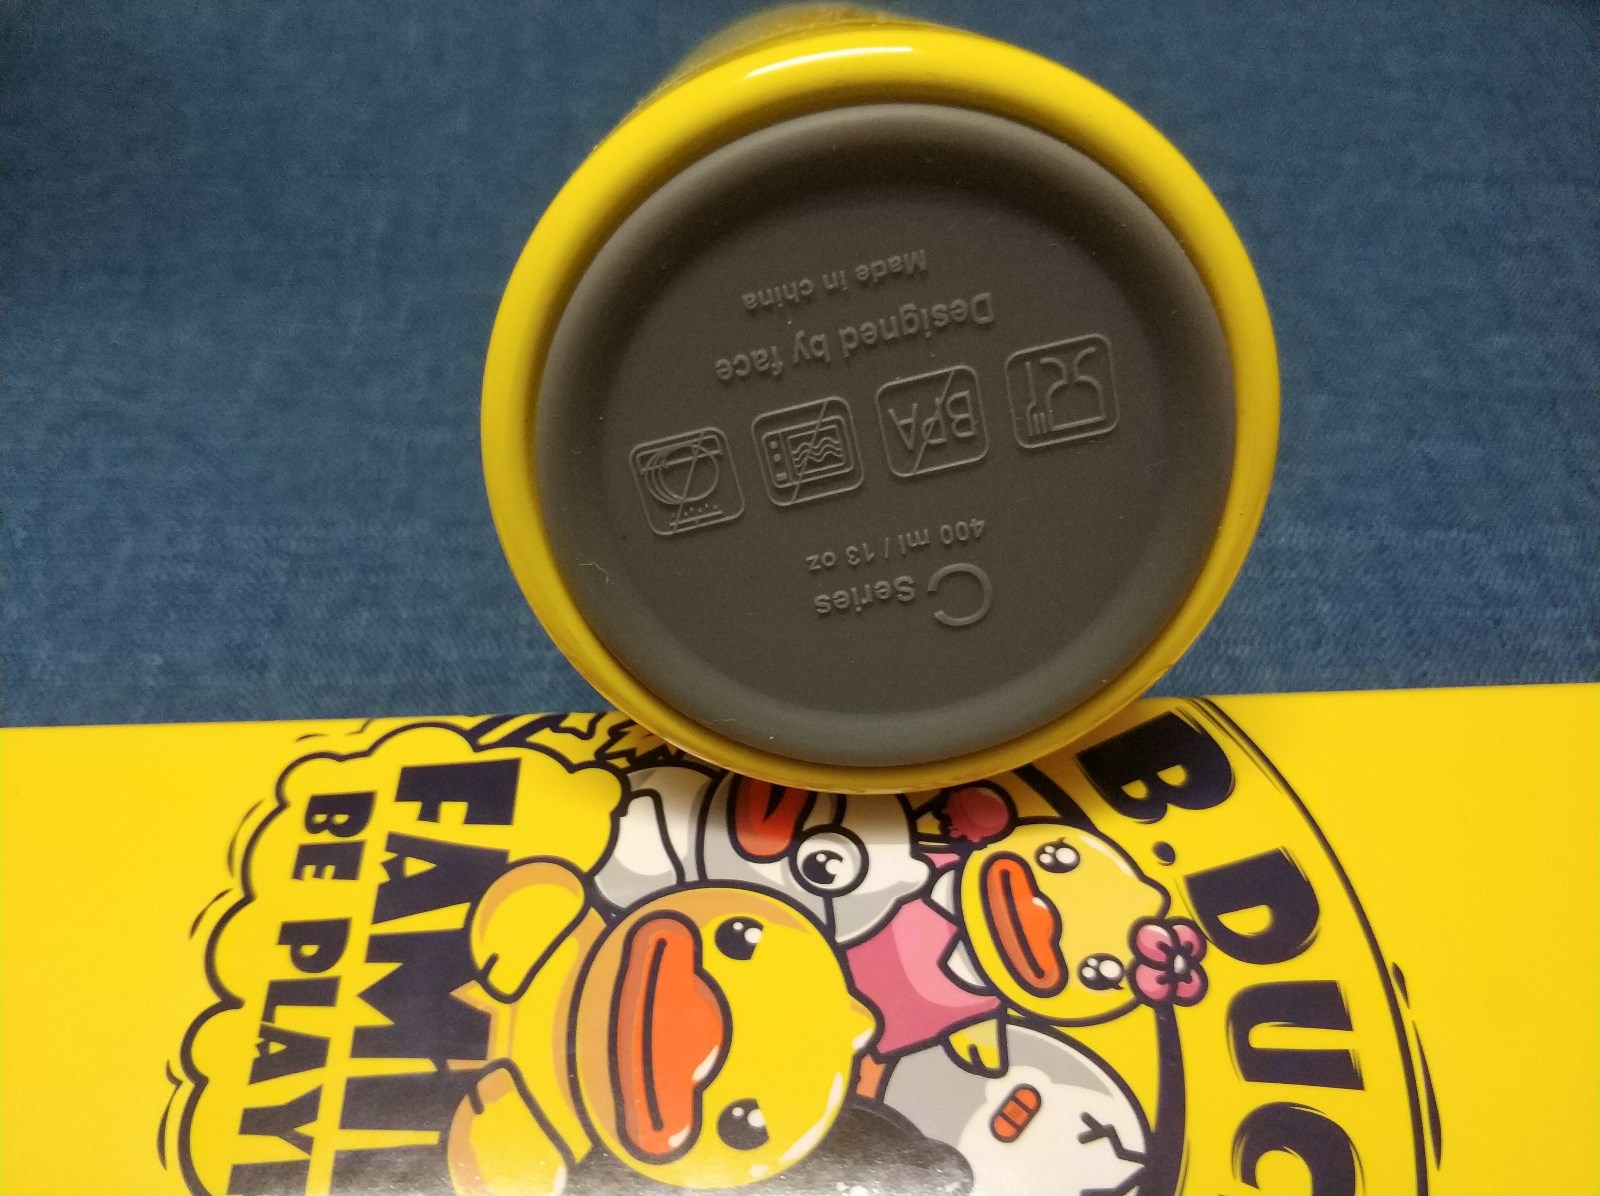 C Series
400 ml / 13 oz
BPA
Designed by face
Made in china
B.DUC
FAMI
BE PLAY